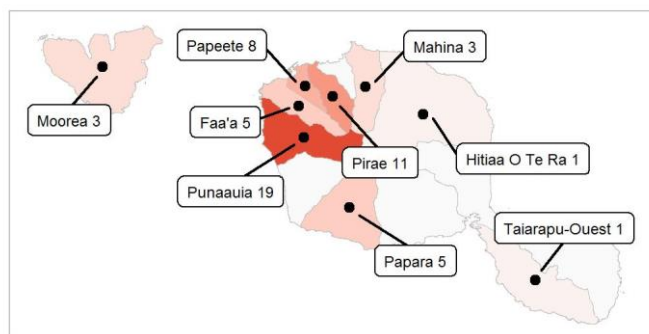 Papeete 8
Mahina 3
Moorea 3
Faa'a 5
Pirae 11
Hitiaa O Te Ra 1
Punaauia 19
Taiarapu-Ouest 1
Papara 5